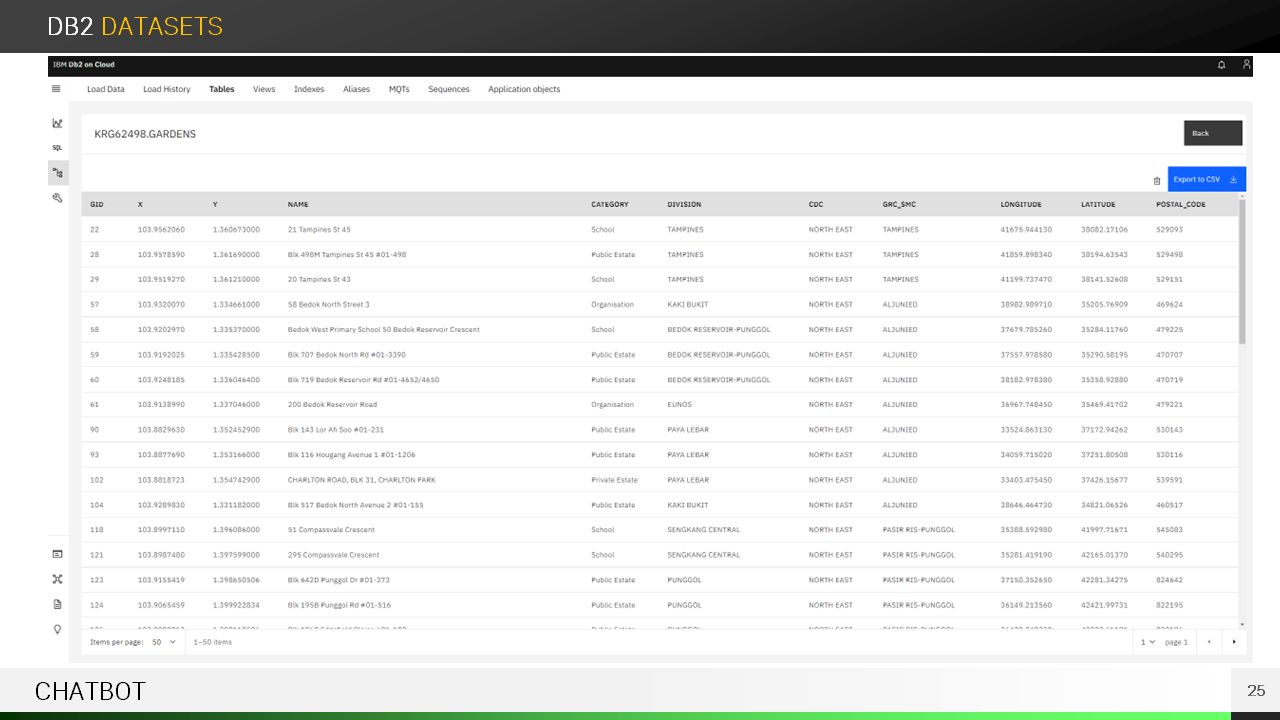 DB2 DATASETS
IBM Db2 on Cloud
Load Data Load History Tables Views Indexes Aliases MQTs Sequences Application objects
KRG62498.GARDENS
Back
SQL
Export to CSV
GID X Y NAME CATEGORY DIVISION CDC GRC_SMC LONGITUDE LATITUDE POSTAL_CODE
22 103.9562060 1.360673000 21 Tampines St 45 School TAMPINES NORTH EAST TAMPINES 41675.944130 38082.17106 529093
28 103.9578590 1.361690000 Blk 498M Tampines St 45 #01-498 Public Estate TAMPINES NORTH EAST TAMPINES 41859.898340 38194.63543 529498
29 103.9519270 1.361210000 20 Tampines St 43 School TAMPINES NORTH EAST TAMPINES 41199.737470 38141.52608 529151
57 103.9320070 1.334661000 58 Bedok North Street 3 Organisation KAKI BUKIT NORTH EAST ALJUNIED 38982.989710 35205.76909 469624
58 103.9202970 1.335370000 Bedok West Primary School 50 Bedok Reservoir Crescent School BEDOK RESERVOIR-PUNGGOL NORTH EAST ALJUNIED 37679.785260 35284.11760 479225
59 103.9192025 1.335428500 Blk 707 Bedok North Rd #01-3390 Public Estate BEDOK RESERVOIR-PUNGGOL NORTH EAST ALJUNIED 37557.978580 35290.58195 470707
60 103.9248185 1.336046400 Blk 719 Bedok Reservoir Rd #01-4652/4650 Public Estate BEDOK RESERVOIR-PUNGGOL NORTH EAST ALJUNIED 38182.978380 35358.92880 470719
61 103.9138990 1.337046000 200 Bedok Reservoir Road Organisation EUNOS NORTH EAST ALJUNIED 36967.748450 35469.41702 479221
90 103.8829630 1.352452900 Blk 143 Lor Ah Soo #01-231 Public Estate PAYA LEBAR NORTH EAST ALJUNIED 33524.863130 37172.94262 530143
93 103.8877690 1.353166000 Blk 116 Hougang Avenue 1 #01-1206 Public Estate PAYA LEBAR NORTH EAST ALJUNIED 34059.715020 37251.80508 530116
102 103.8818723 1.354742900 CHARLTON ROAD, BLK 31, CHARLTON PARK Private Estate PAYA LEBAR NORTH EAST ALJUNIED 33403.475450 37426.15677 539591
104 103.9289830 1.331182000 Blk 517 Bedok North Avenue 2 #01-155 Public Estate KAKI BUKIT NORTH EAST ALJUNIED 38646.464730 34821.06526 460517
118 103.8997110 1.396086000 51 Compassvale Crescent School SENGKANG CENTRAL NORTH EAST PASIR RIS-PUNGGOL 35388.592980 41997.71671 545083
121 103.8987480 1.397599000 295 Compassvale Crescent School SENGKANG CENTRAL NORTH EAST PASIR RIS-PUNGGOL 35281.419190 42165.01370 540295
123 103.9155419 1.398650506 Blk 642D Punggol Dr #01-373 Public Estate PUNGGOL NORTH EAST PASIR RIS-PUNGGOL 37150.352650 42281.34275 824642
124 103.9065459 1.399922834 Blk 195B Punggol Rd #01-516 Public Estate PUNGGOL NORTH EAST PASIR RIS-PUNGGOL 36149.213560 42421.99731 822195
Items per page: 50 1–50 items 1 page 1
CHATBOT
25